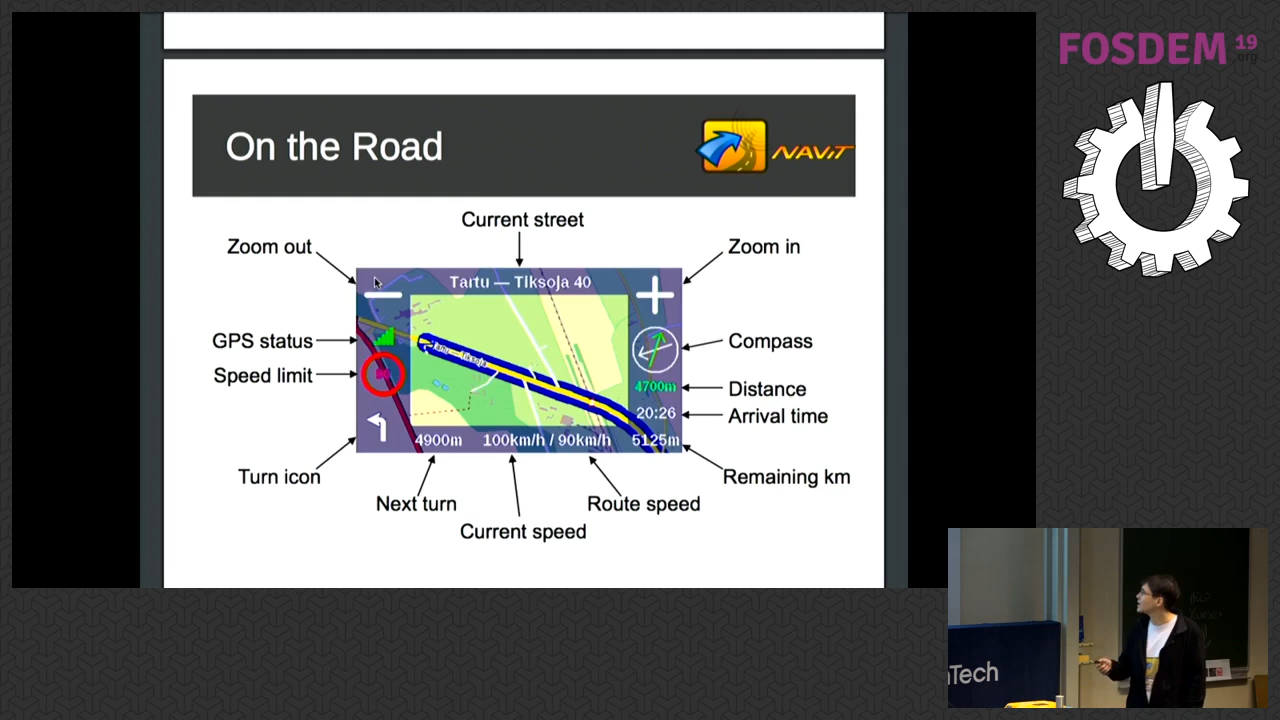 FOSDEM 19
.org
On the Road
NAVIT
Current street
Zoom out
Zoom in
Tartu — Tiksoja 40
GPS status
Compass
Speed limit
Tartu — Tiksoja
4700m
Distance
20:26
Arrival time
4900m
100km/h / 90km/h
5125m
Turn icon
Remaining km
Next turn
Route speed
Current speed
Tech